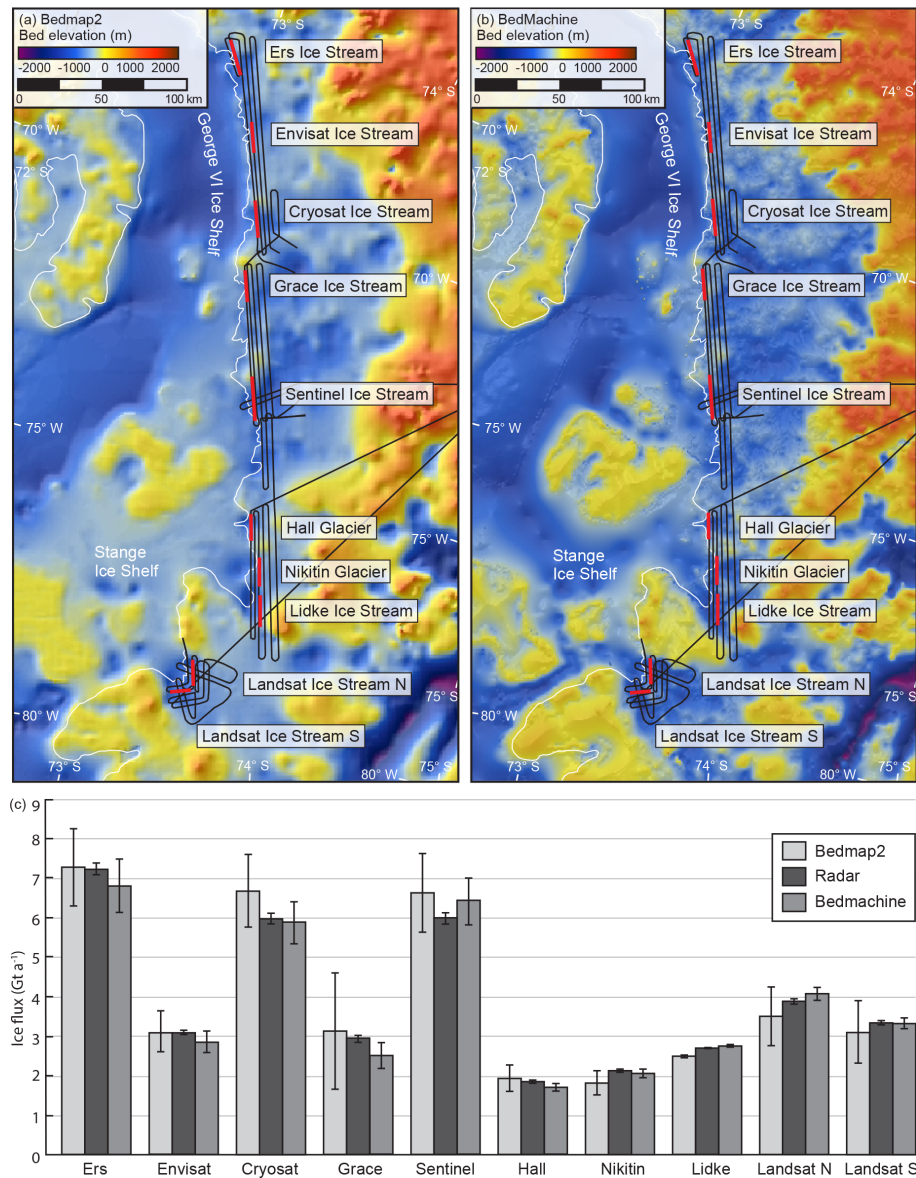 (a) Bedmap2
Bed elevation (m)
-2000 -1000 0 1000 2000
0 50 100 km
73° S
74° S
70° W
72° S
George VI Ice Shelf
Ers Ice Stream
Envisat Ice Stream
Cryosat Ice Stream
70° W
Grace Ice Stream
Sentinel Ice Stream
75° W
Hall Glacier
75° W
Stange
Ice Shelf
Nikitin Glacier
Lidke Ice Stream
Landsat Ice Stream N
75° S
80° W
Landsat Ice Stream S
73° S
74° S
80° W
75° S
(b) BedMachine
Bed elevation (m)
-2000 -1000 0 1000 2000
0 50 100 km
73° S
74° S
70° W
72° S
George VI Ice Shelf
Ers Ice Stream
Envisat Ice Stream
Cryosat Ice Stream
70° W
Grace Ice Stream
Sentinel Ice Stream
75° W
Hall Glacier
75° W
Stange
Ice Shelf
Nikitin Glacier
Lidke Ice Stream
Landsat Ice Stream N
75° S
80° W
Landsat Ice Stream S
73° S
74° S
80° W
75° S
(c)
9
8
7
6
5
4
3
2
1
0
Ice flux (Gt a⁻¹)
Bedmap2
Radar
Bedmachine
Ers Envisat Cryosat Grace Sentinel Hall Nikitin Lidke Landsat N Landsat S